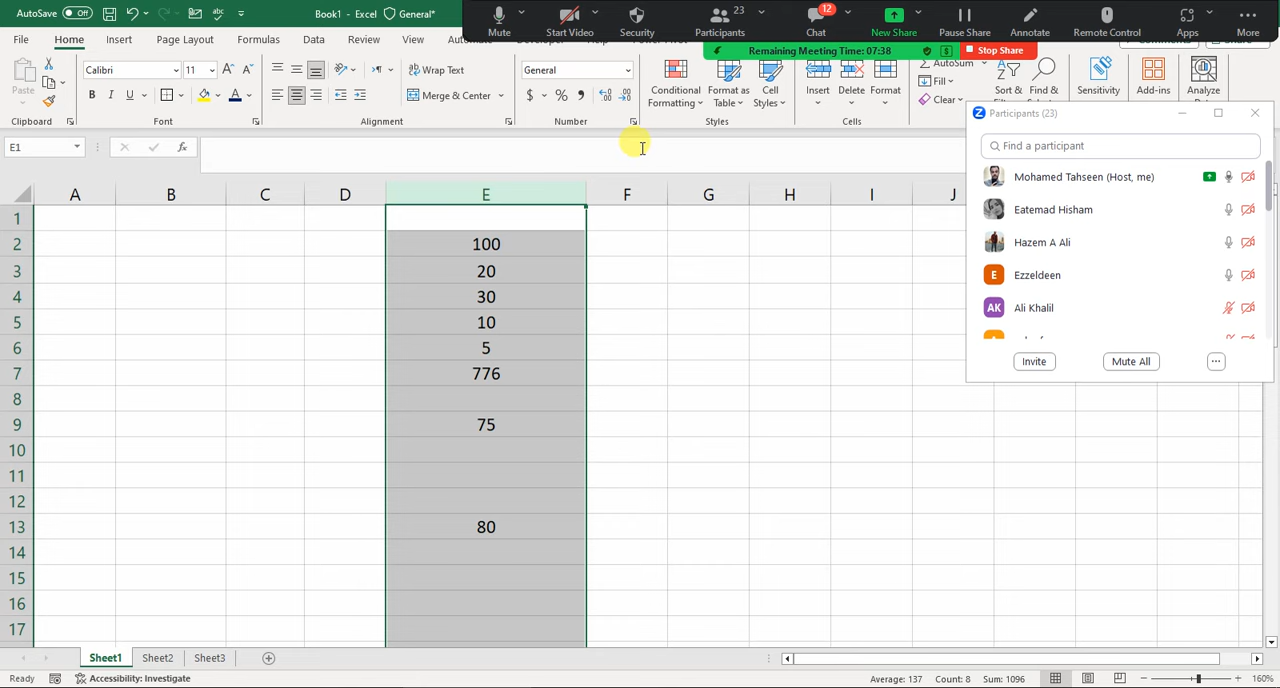 AutoSave Off
Book1 - Excel
General*
Mute
Start Video
Security
23
Participants
12
Chat
New Share
Pause Share
Annotate
Remote Control
Apps
More
Remaining Meeting Time: 07:38
Stop Share
File Home Insert Page Layout Formulas Data Review View
Paste
Calibri 11
B I U
Wrap Text
Merge & Center
General
Conditional Formatting
Format as Table
Cell Styles
Insert
Delete
Format
AutoSum
Fill
Clear
Sort &
Find &
Sensitivity
Add-ins
Analyze
Data
Clipboard Font Alignment Number Styles Cells
E1
fx
Participants (23)
Find a participant
Mohamed Tahseen (Host, me)
Eatemad Hisham
Hazem A Ali
E Ezzeldeen
AK Ali Khalil
Invite Mute All ...
A B C D E F G H I J
1
2 100
3 20
4 30
5 10
6 5
7 776
8
9 75
10
11
12
13 80
14
15
16
17
Sheet1 Sheet2 Sheet3
Ready
Accessibility: Investigate
Average: 137 Count: 8 Sum: 1096
160%